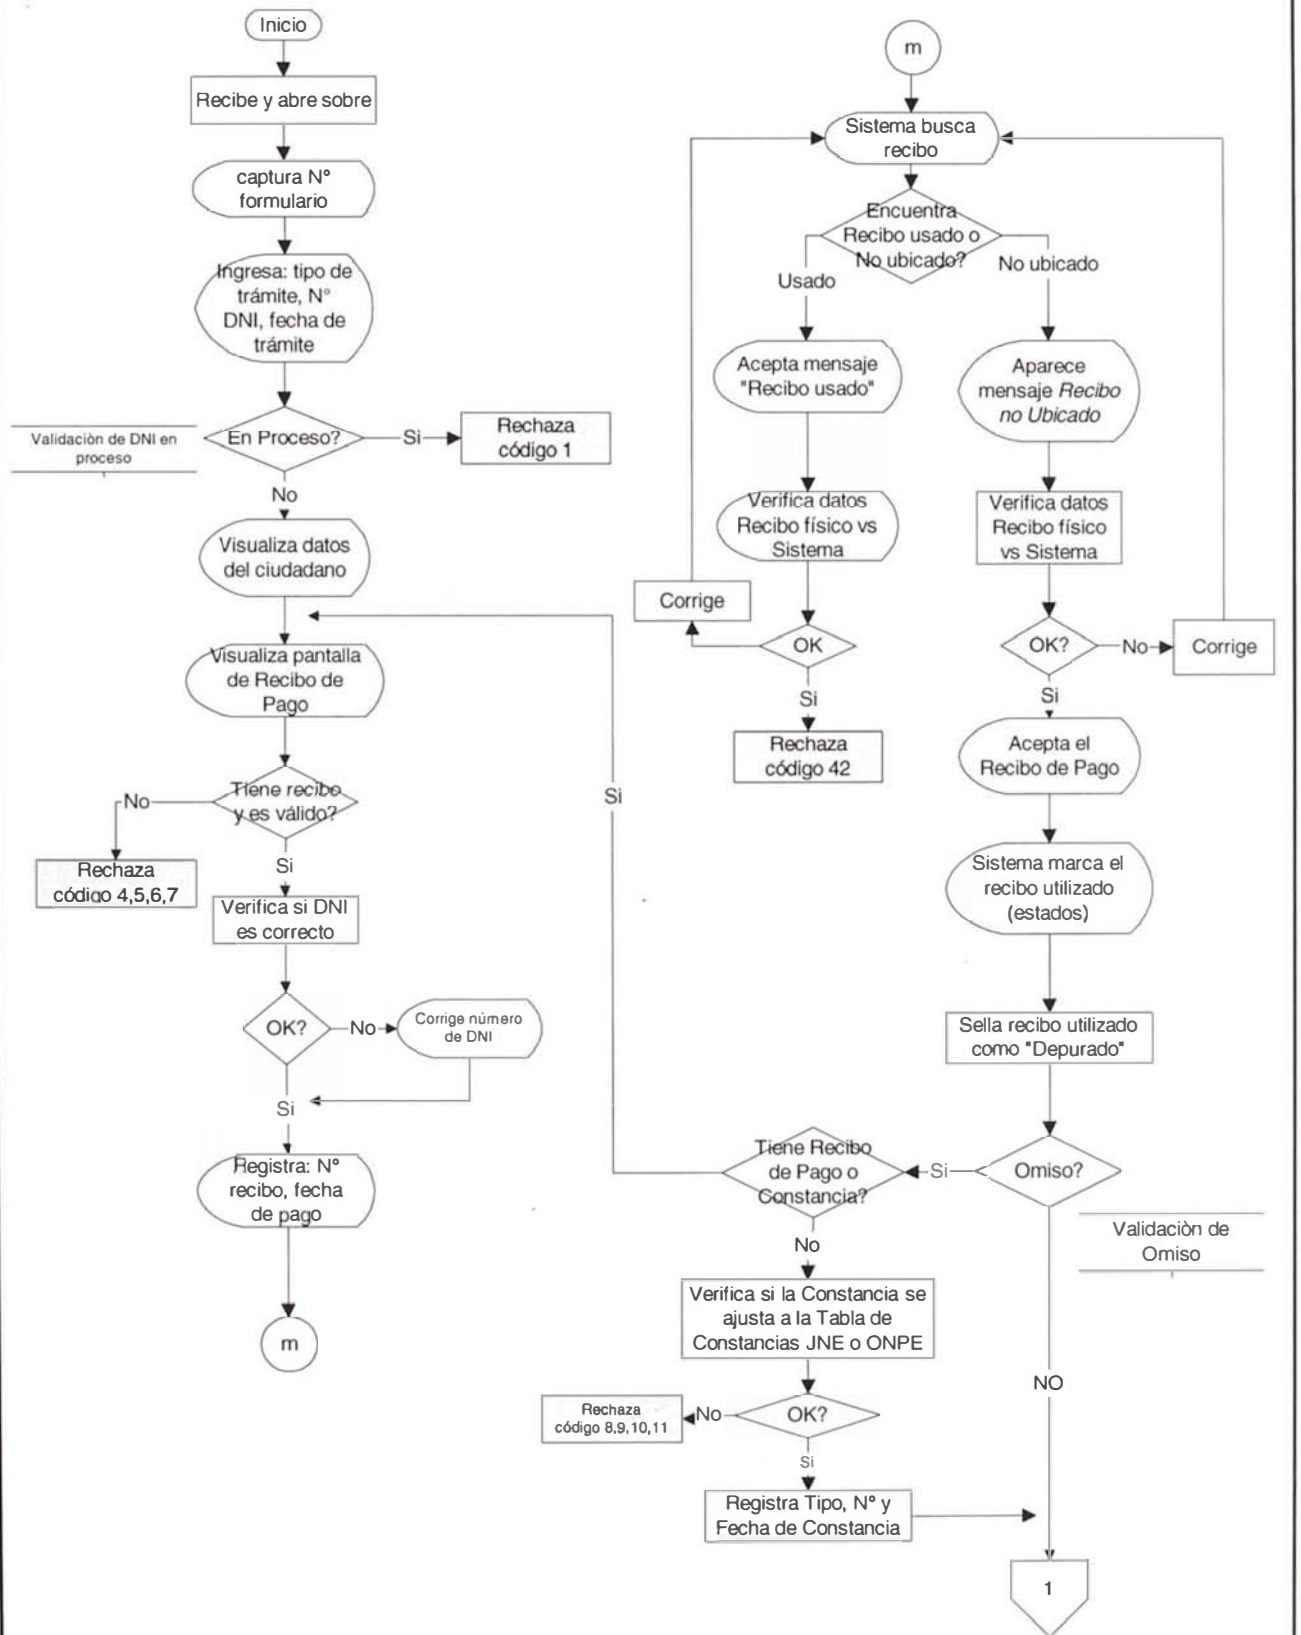 Inicio
Recibe y abre sobre
captura Nº
formulario
Ingresa: tipo de
trámite, N°
DNI, fecha de
trámite
En Proceso?
Si
Rechaza
código 1
Validaciòn de DNI en
proceso
No
Visualiza datos
del ciudadano
Visualiza pantalla
de Recibo de
Pago
Tiene recibo
y es válido?
No
Rechaza
código 4,5,6,7
Si
Verifica si DNI
es correcto
OK?
No
Corrige número
de DNI
Si
Registra: Nº
recibo, fecha
de pago
m
m
Sistema busca
recibo
Encuentra
Recibo usado o
No ubicado?
Usado
No ubicado
Acepta mensaje
"Recibo usado"
Aparece
mensaje Recibo
no Ubicado
Verifica datos
Recibo físico vs
Sistema
Verifica datos
Recibo físico
vs Sistema
Corrige
OK
OK?
No
Corrige
Si
Si
Rechaza
código 42
Acepta el
Recibo de Pago
Si
Sistema marca el
recibo utilizado
(estados)
Sella recibo utilizado
como "Depurado"
Tiene Recibo
de Pago o
Constancia?
Si
Omiso?
Validaciòn de
Omiso
No
Verifica si la Constancia se
ajusta a la Tabla de
Constancias JNE o ONPE
NO
Rechaza
código 8,9,10,11
No
OK?
Si
Registra Tipo, Nº y
Fecha de Constancia
1